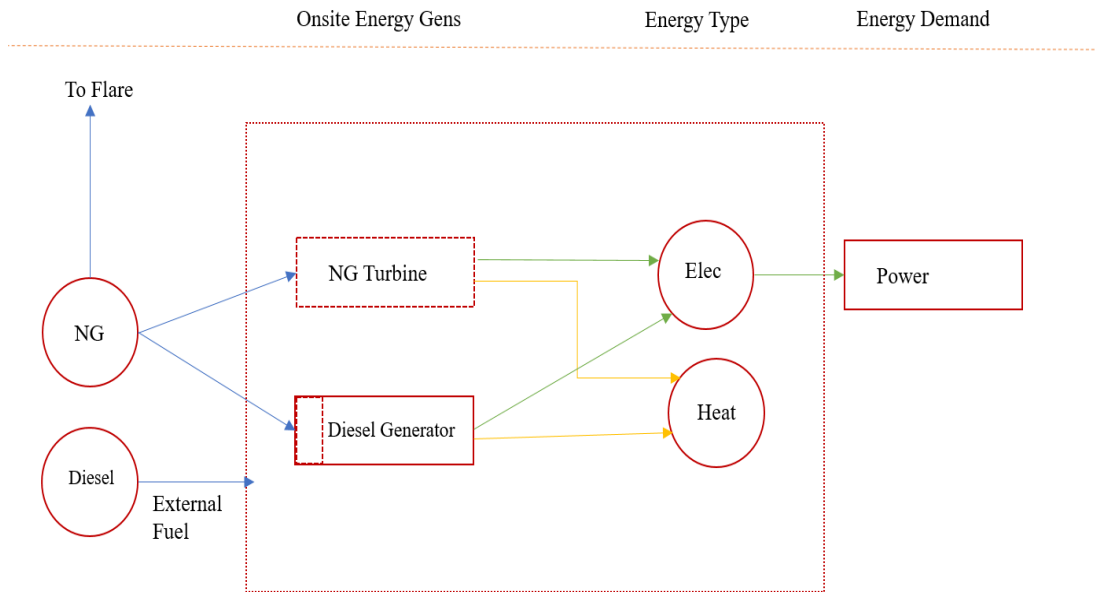 Onsite Energy Gens
Energy Type
Energy Demand
To Flare
NG Turbine
Elec
Power
NG
Heat
Diesel Generator
Diesel
External
Fuel